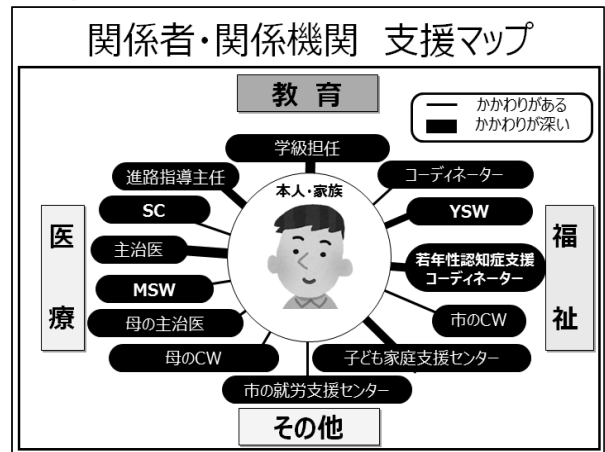 関係者・関係機関 支援マップ
教 育
かかわりがある
かかわりが深い
学級担任
進路指導主任
コーディネーター
本人・家族
SC
YSW
医 療
主治医
若年性認知症支援
コーディネーター
福 祉
MSW
市のCW
母の主治医
母のCW
子ども家庭支援センター
市の就労支援センター
その他